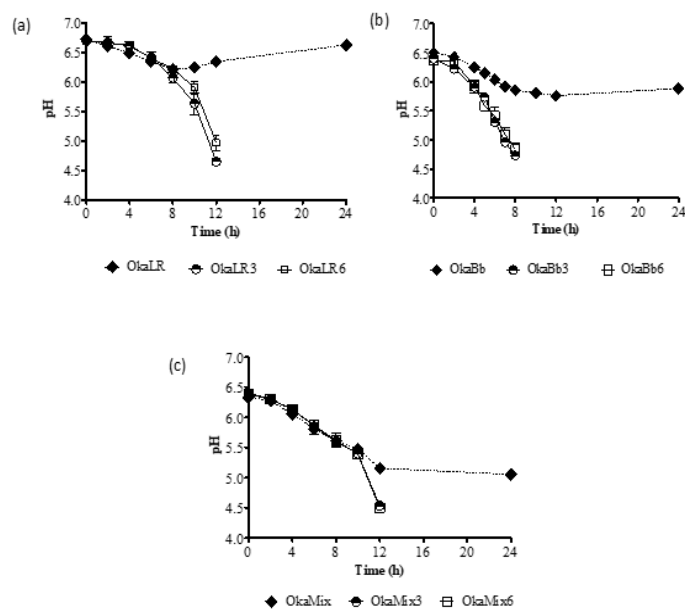 (a)
7.0
6.5
6.0
5.5
5.0
4.5
4.0
pH
0 4 8 12 16 20 24
Time (h)
OkaLR OkaLR3 OkaLR6
(b)
7.0
6.5
6.0
5.5
5.0
4.5
4.0
pH
0 4 8 12 16 20 24
Time (h)
OkaBb OkaBb3 OkaBb6
(c)
7.0
6.5
6.0
5.5
5.0
4.5
4.0
pH
0 4 8 12 16 20 24
Time (h)
OkaMix OkaMix3 OkaMix6